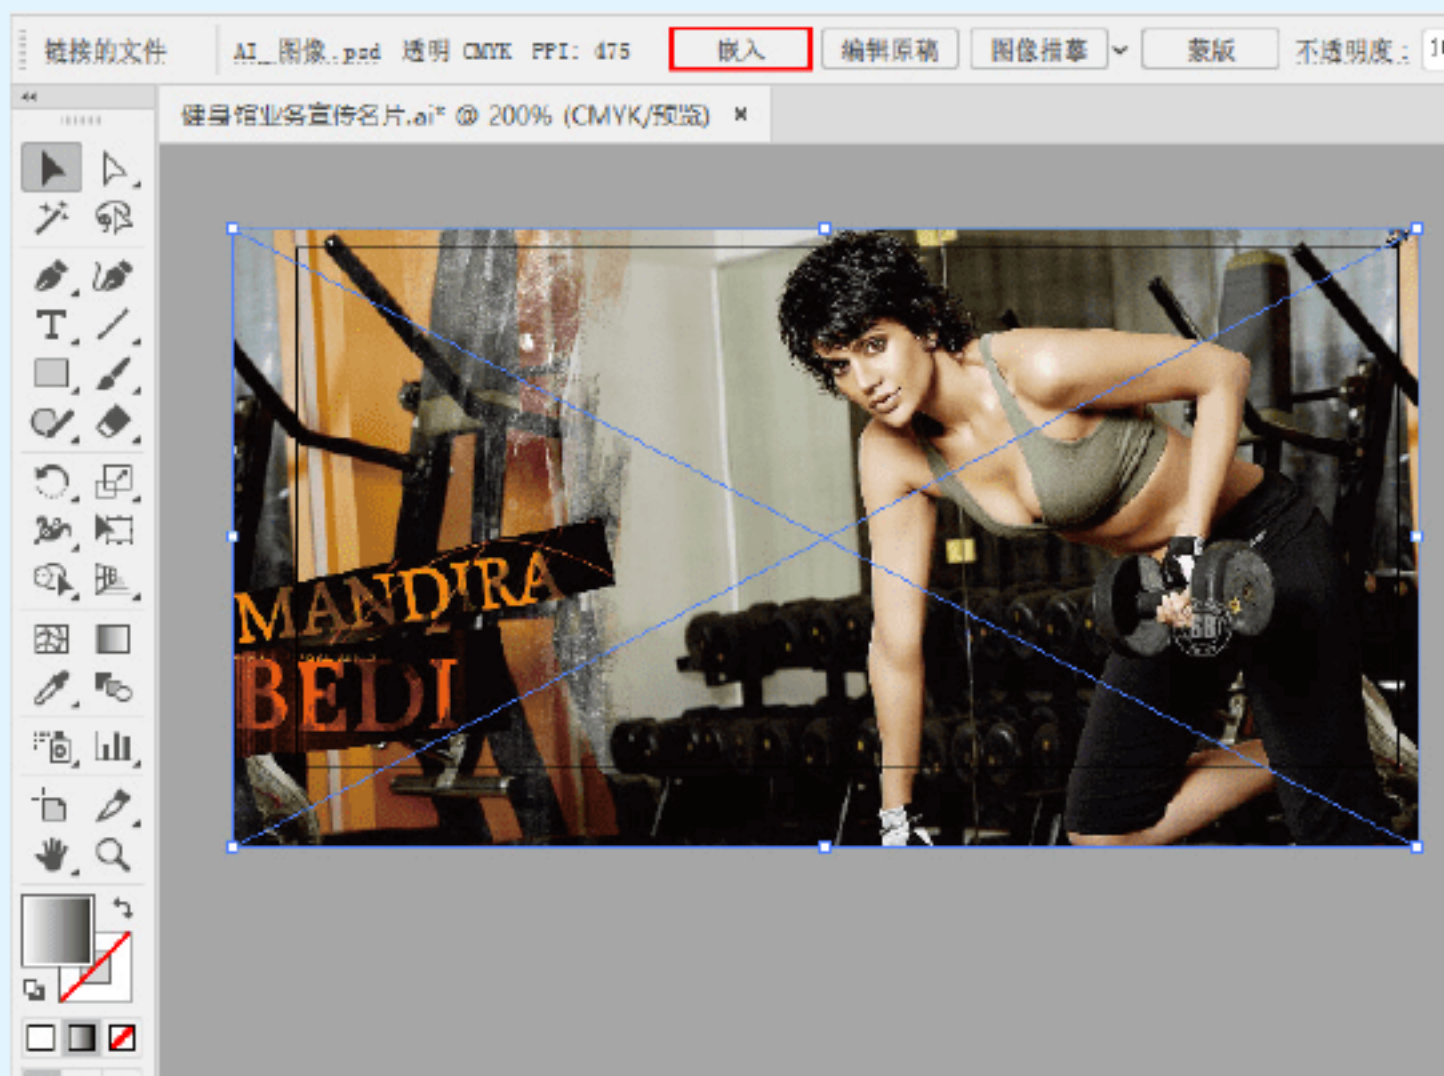 链接的文件 AI_图像.psd 透明 CMYK PPI: 475 嵌入 编辑原稿 图像描摹 蒙版 不透明度：
健身馆业务宣传名片.ai* @ 200% (CMYK/预览) ×
MANDIRA
BEDI